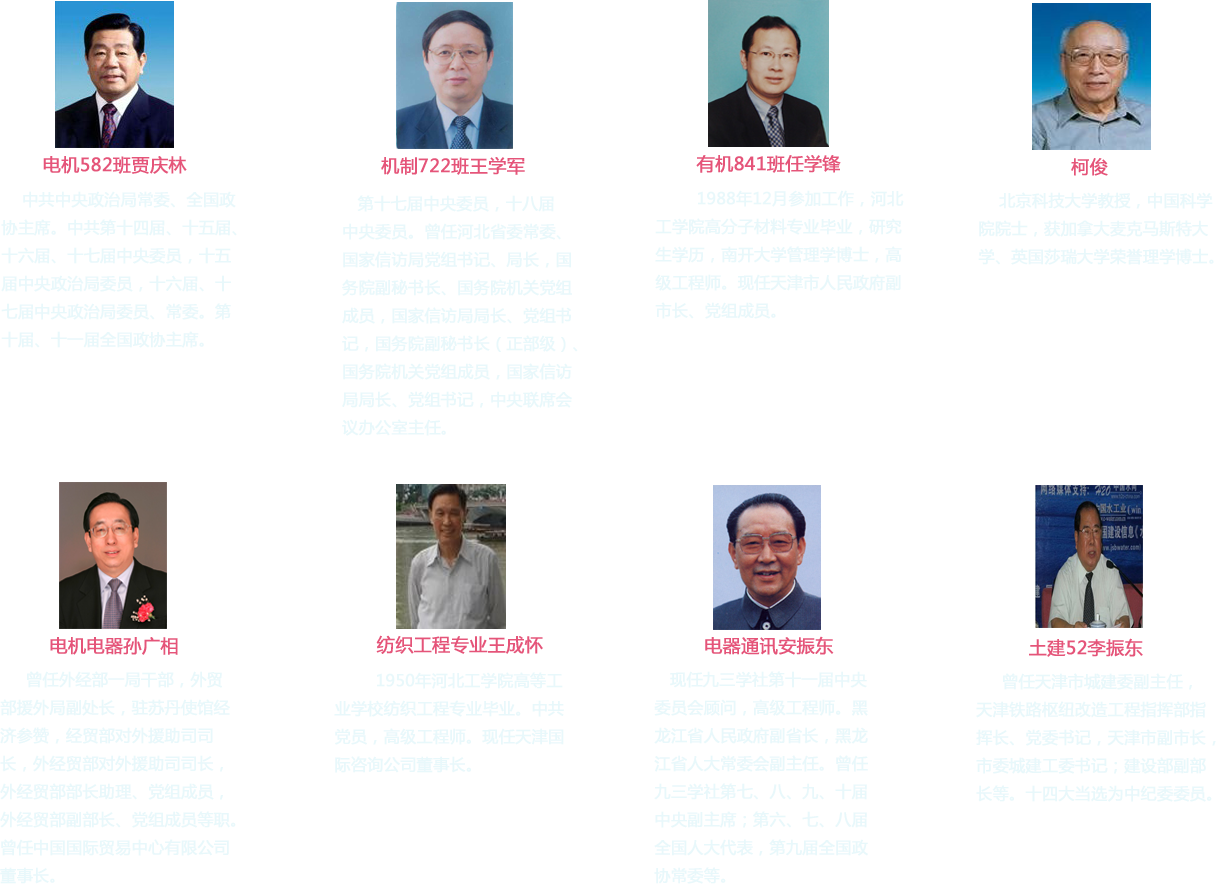 电机582班贾庆林
中共中央政治局常委、全国政
协主席。中共第十四届、十五届、
十六届、十七届中央委员，十五
届中央政治局委员，十六届、十
七届中央政治局委员、常委。第
十届、十一届全国政协主席。
机制722班王学军
第十七届中央委员，十八届
中央委员。曾任河北省委常委、
国家信访局党组书记、局长，国
务院副秘书长、国务院机关党组
成员，国家信访局局长、党组书
记，国务院副秘书长（正部级）、
国务院机关党组成员，国家信访
局局长、党组书记，中央联席会
议办公室主任。
有机841班任学锋
1988年12月参加工作，河北
工学院高分子材料专业毕业，研究
生学历，南开大学管理学博士，高
级工程师。现任天津市人民政府副
市长、党组成员。
柯俊
北京科技大学教授，中国科学
院院士，获加拿大麦克马斯特大
学、英国莎瑞大学荣誉理学博士。
电机电器孙广相
曾任外经部一局干部，外贸
部援外局副处长，驻苏丹使馆经
济参赞，经贸部对外援助司司
长，外经贸部对外援助司司长，
外经贸部部长助理、党组成员，
外经贸部副部长、党组成员等职。
曾任中国国际贸易中心有限公司
董事长。
纺织工程专业王成怀
1950年河北工学院高等工
业学校纺织工程专业毕业。中共
党员，高级工程师。现任天津国
际咨询公司董事长。
电器通讯安振东
现任九三学社第十一届中央
委员会顾问，高级工程师。黑
龙江省人民政府副省长，黑龙
江省人大常委会副主任。曾任
九三学社第七、八、九、十届
中央副主席；第六、七、八届
全国人大代表，第九届全国政
协常委等。
网络媒体支持：
中国水工业(win
国建设信息(
w.jobwater.com)
土建52李振东
曾任天津市城建委副主任，
天津铁路枢纽改造工程指挥部指
挥长、党委书记，天津市副市长，
市委城建工委书记；建设部副部
长等。十四大当选为中纪委委员。